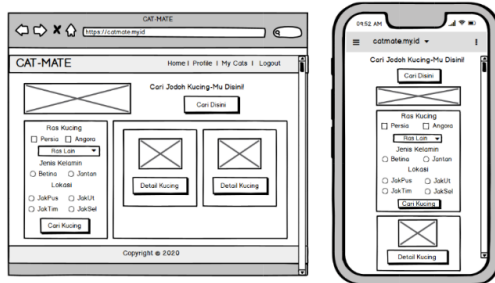 CAT-MATE
https://catmate.my.id
CAT-MATE
Home I Profile I My Cats I Logout
Cari Jodoh Kucing-Mu Disini!
Cari Disini
Ras Kucing
Persia Angora
Ras Lain
Jenis Kelamin
Betina Jantan
Lokasi
JakPus JakUt
JakTim JakSel
Cari Kucing
Detail Kucing
Detail Kucing
Copyright @ 2020
09:52 AM
catmate.my.id
Cari Jodoh Kucing-Mu Disini!
Cari Disini
Ras Kucing
Persia Angora
Ras Lain
Jenis Kelamin
Betina Jantan
Lokasi
JakPus JakUt
JakTim JakSel
Cari Kucing
Detail Kucing